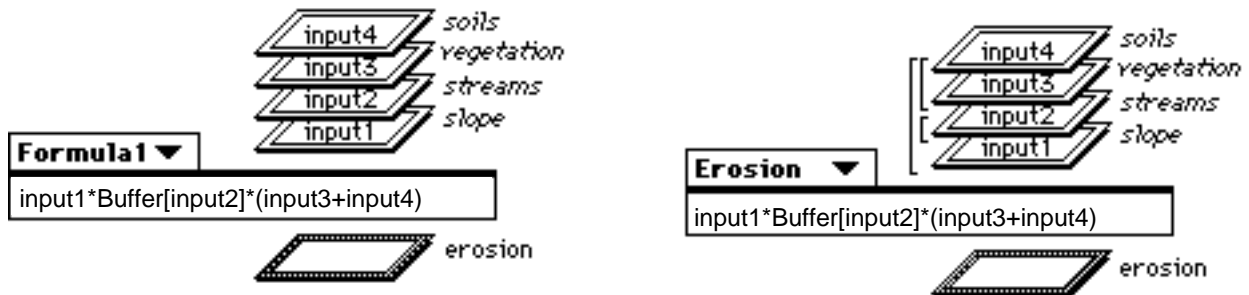 input4 soils
input3 vegetation
input2 streams
input1 slope
Formula1
input1*Buffer[input2]*(input3+input4)
erosion
input4 soils
input3 vegetation
input2 streams
input1 slope
Erosion
input1*Buffer[input2]*(input3+input4)
erosion